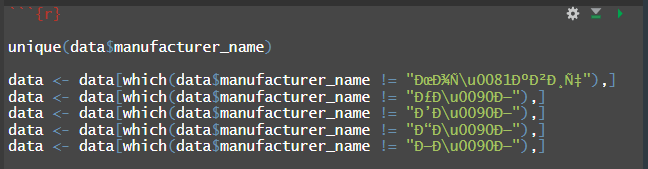 ```{r}
unique(data$manufacturer_name)
data <- data[which(data$manufacturer_name != "ÐœÐ¾Ñ\u0081ÐºÐ²Ð¸Ñ‡"),]
data <- data[which(data$manufacturer_name != "Ð£Ð\u0090Ð—"),]
data <- data[which(data$manufacturer_name != "Ð’Ð\u0090Ð—"),]
data <- data[which(data$manufacturer_name != "Ð“Ð\u0090Ð—"),]
data <- data[which(data$manufacturer_name != "Ð—Ð\u0090Ð—"),]